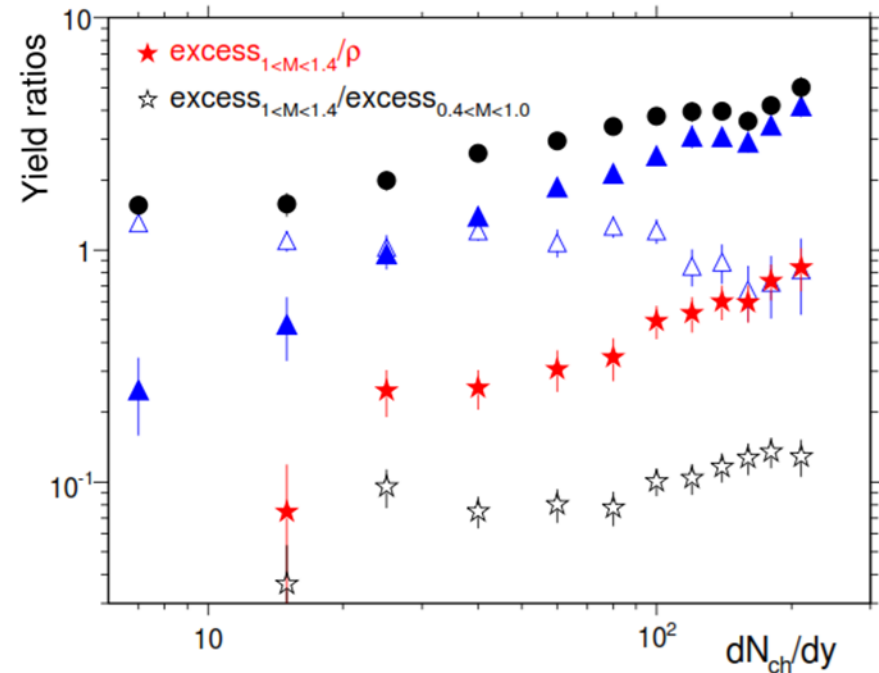 10
excess1<M<1.4/ρ
excess1<M<1.4/excess0.4<M<1.0
Yield ratios
1
10-1
10
102
dNch/dy